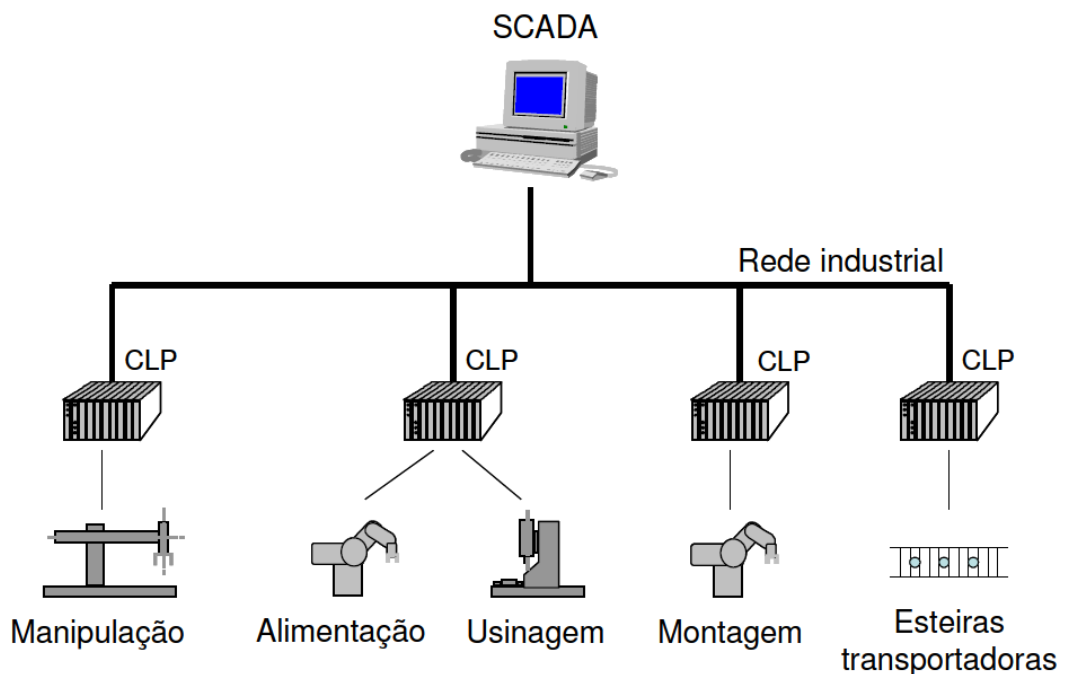 SCADA
Rede industrial
CLP
CLP
CLP
CLP
Manipulação
Alimentação
Usinagem
Montagem
Esteiras
transportadoras